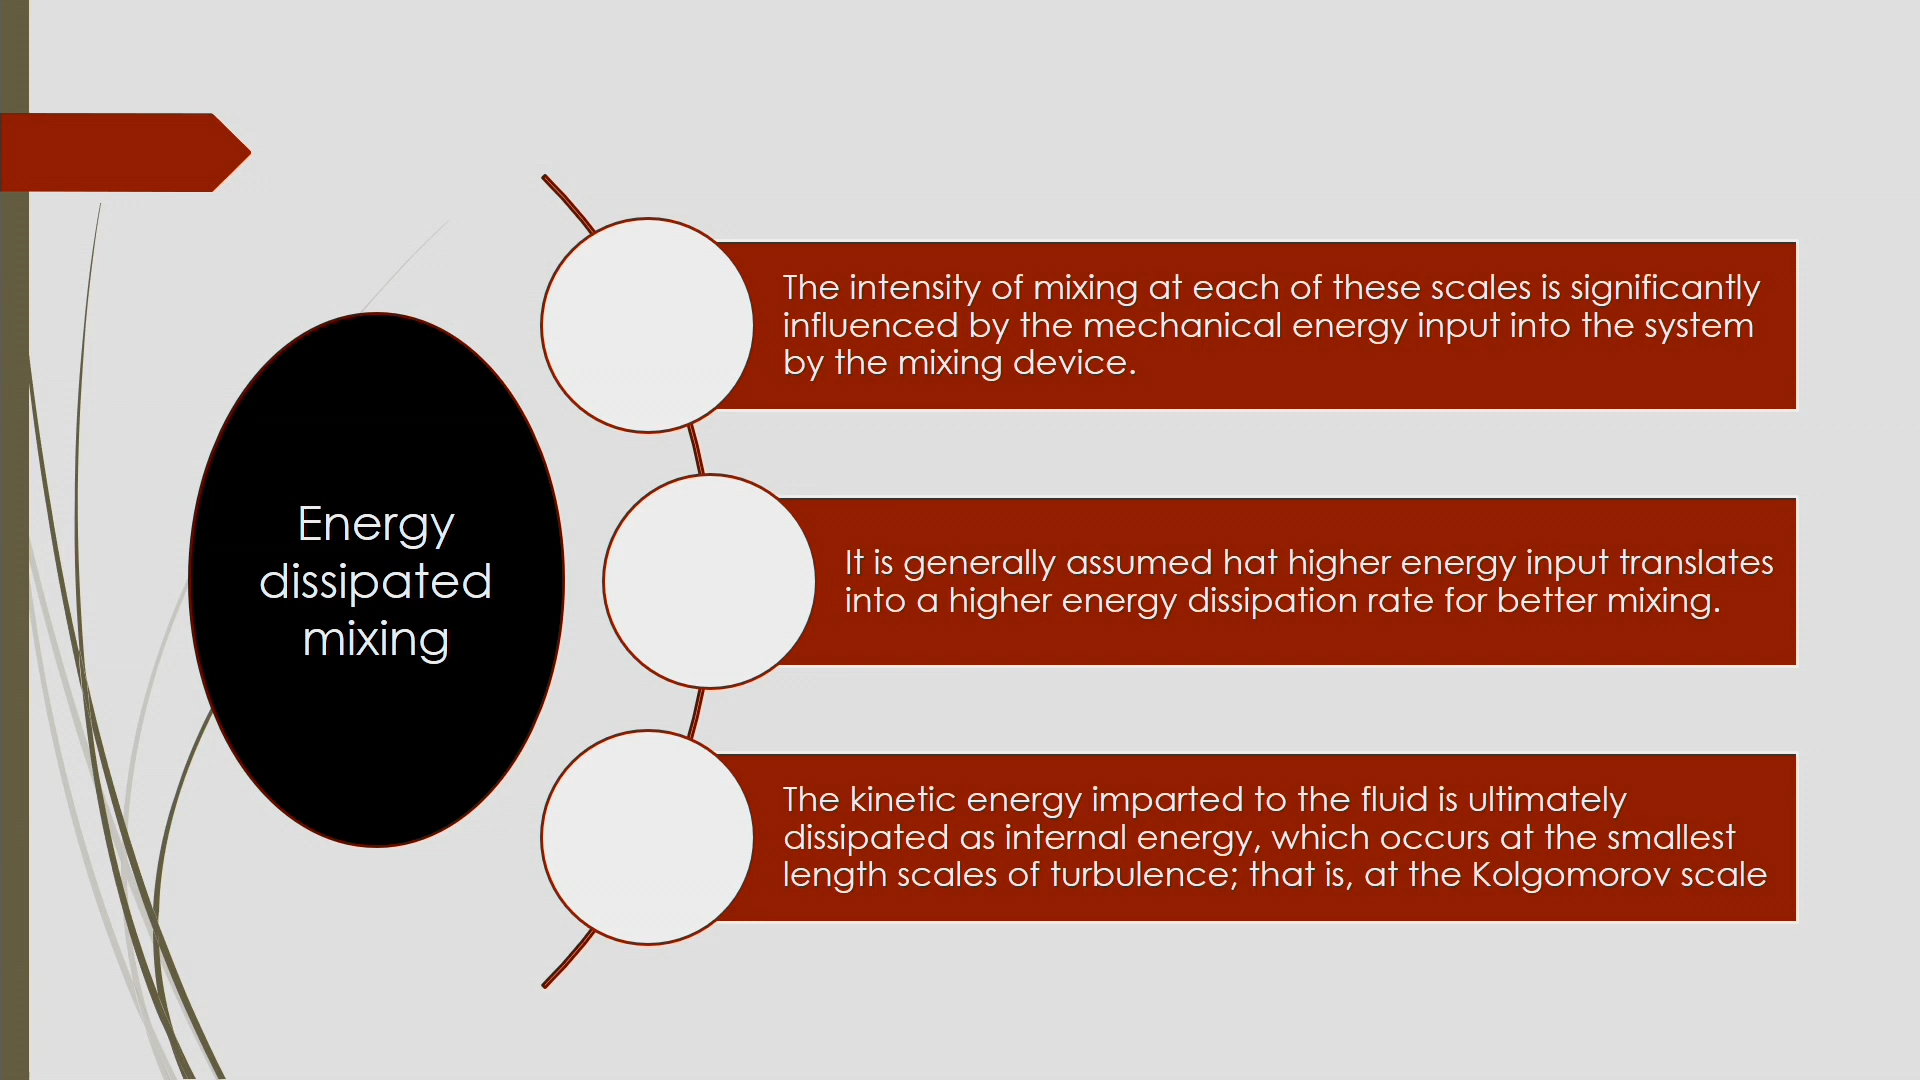 Energy
dissipated
mixing
The intensity of mixing at each of these scales is significantly
influenced by the mechanical energy input into the system
by the mixing device.
It is generally assumed hat higher energy input translates
into a higher energy dissipation rate for better mixing.
The kinetic energy imparted to the fluid is ultimately
dissipated as internal energy, which occurs at the smallest
length scales of turbulence; that is, at the Kolgomorov scale